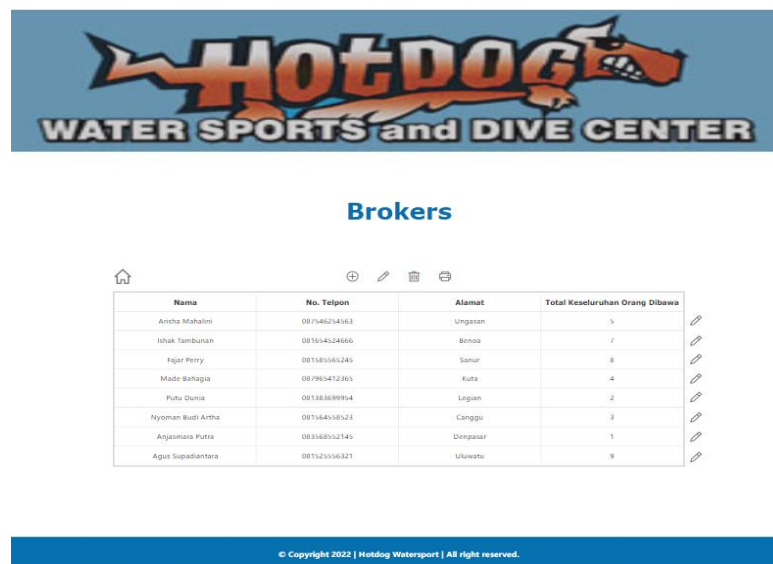 HOTDOG
WATER SPORTS and DIVE CENTER
Brokers
Nama No. Telpon Alamat Total Keseluruhan Orang Dibawa
Arisha Mahalini 087546254563 Ungasan 5
Ishak Tambunan 081654524666 Benoa 7
Fajar Perry 081585565245 Sanur 8
Made Bahagia 087965412365 Kuta 4
Putu Dunia 081383699954 Legian 2
Nyoman Budi Artha 081564558523 Canggu 3
Anjasmara Putra 083568552145 Denpasar 1
Agus Supadiantara 081525556321 Uluwatu 9
© Copyright 2022 | Hotdog Watersport | All right reserved.